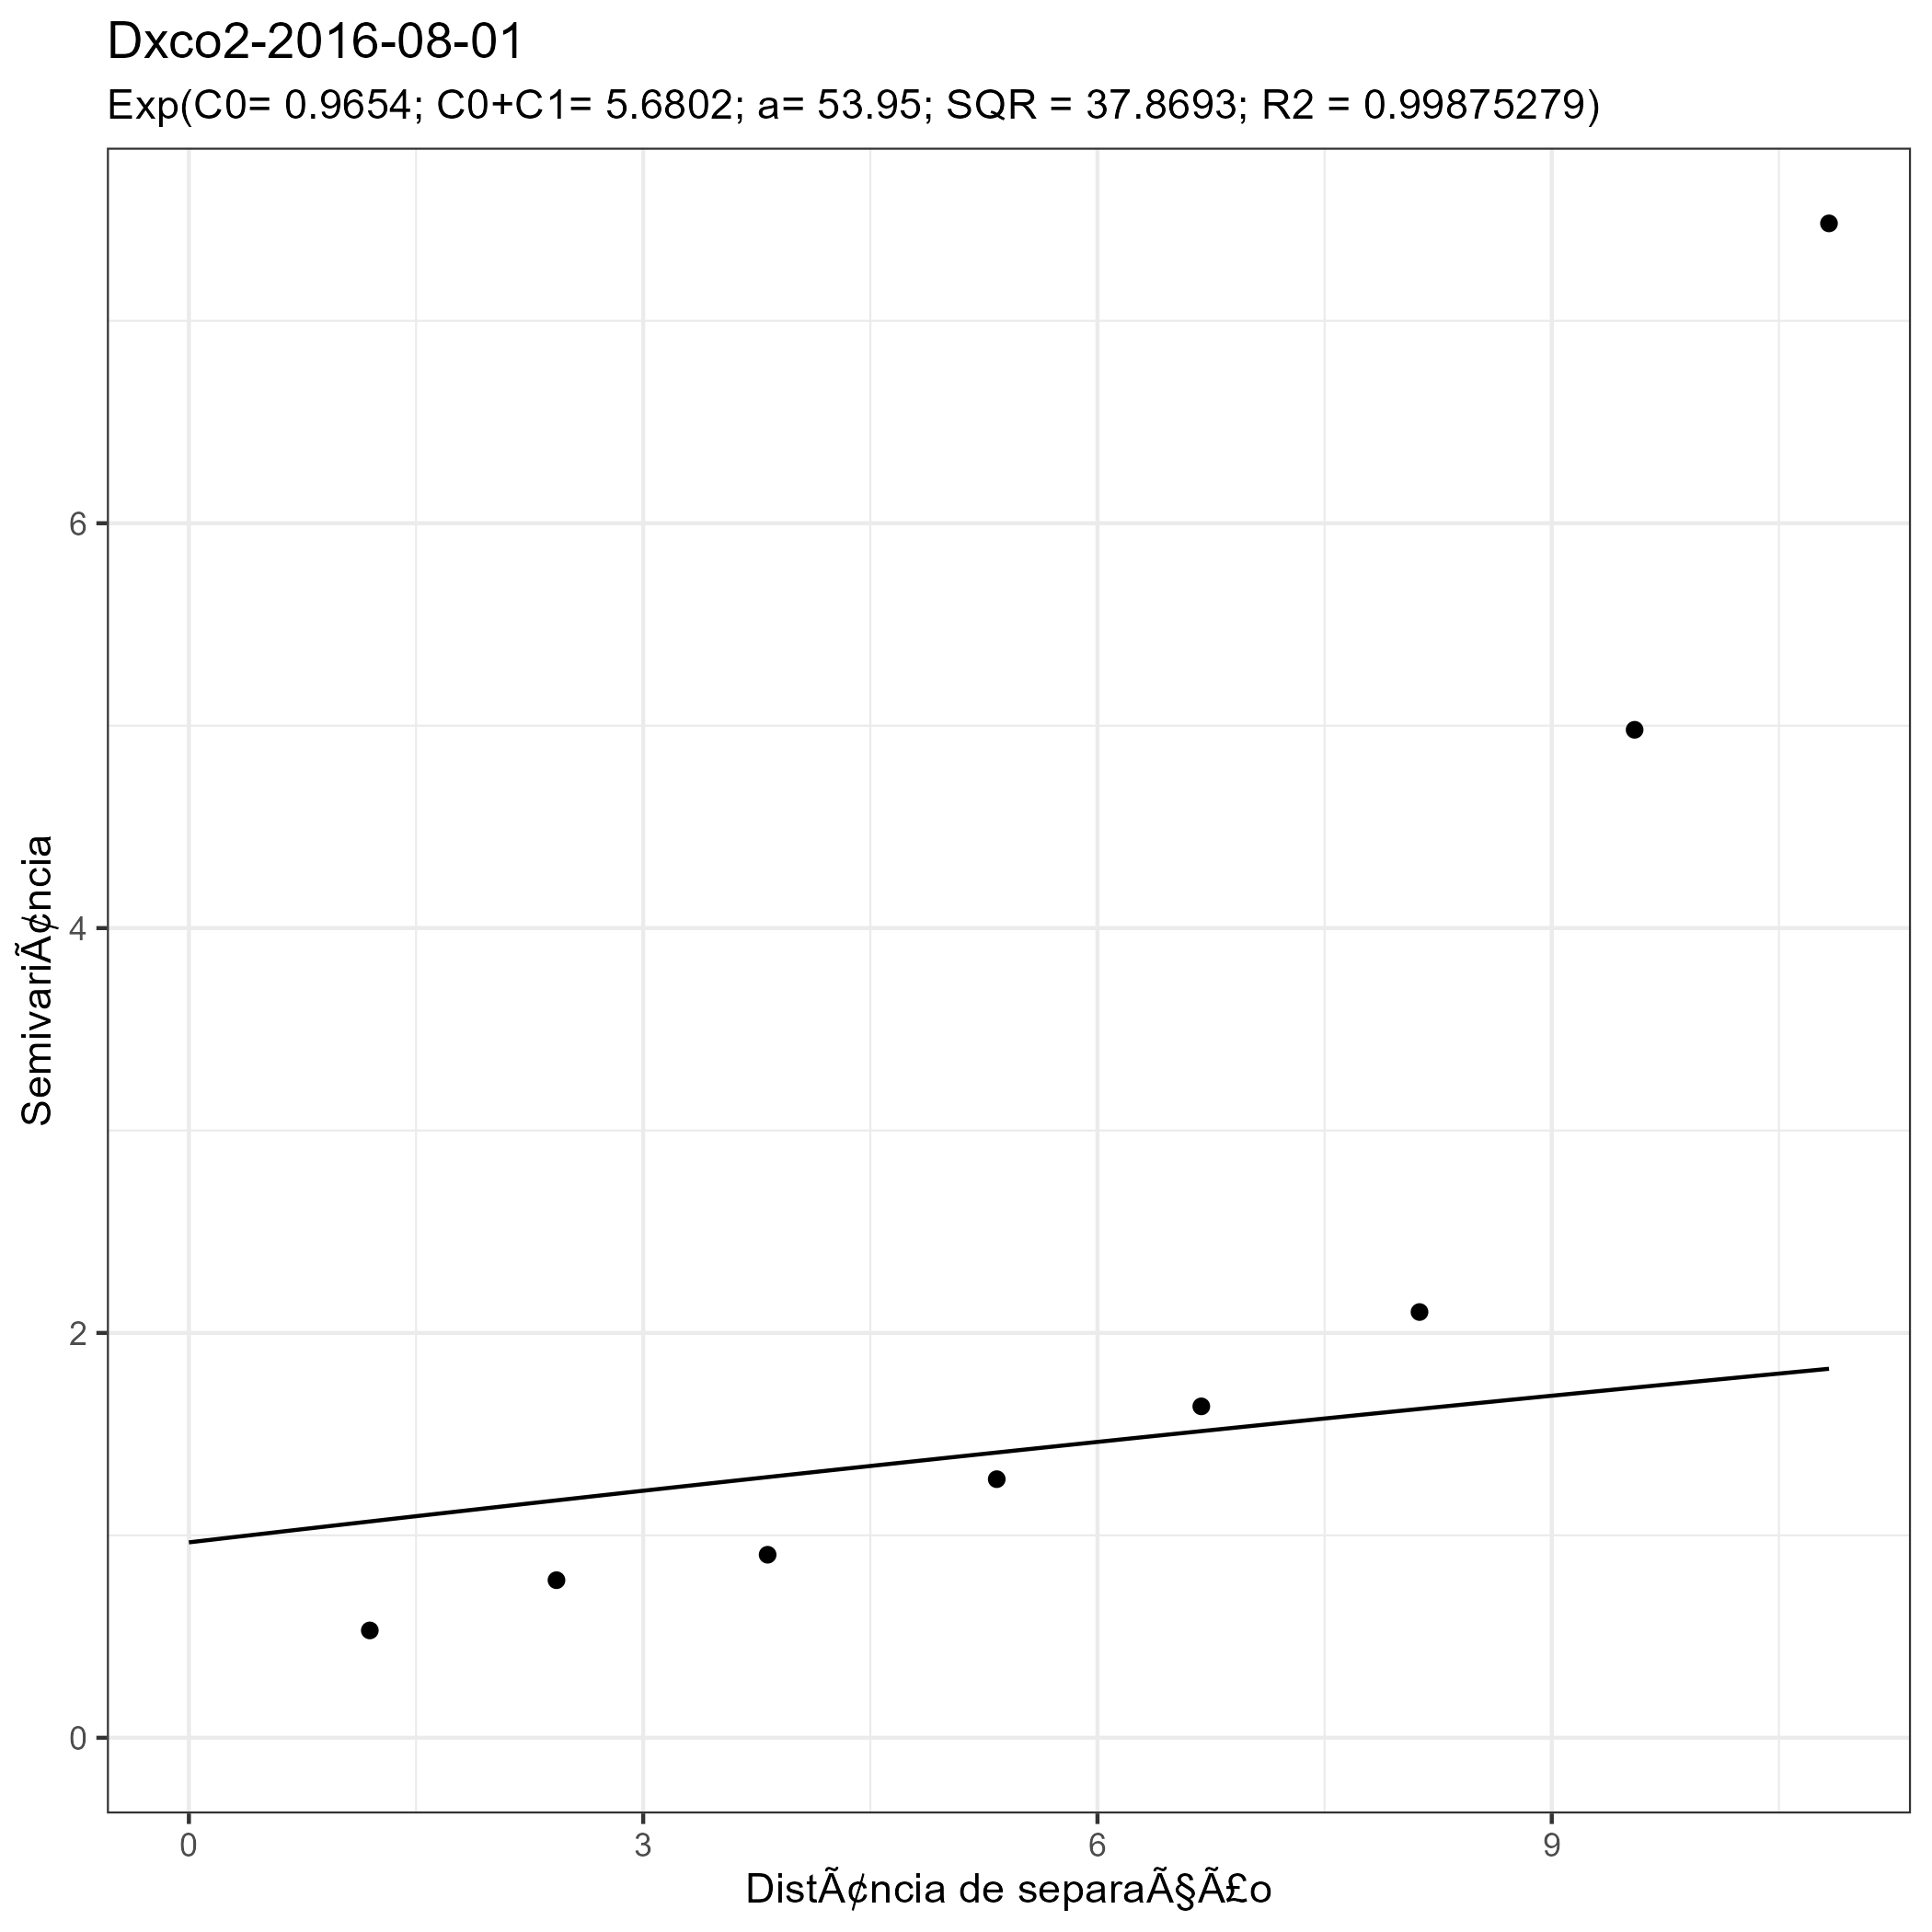 Dxco2-2016-08-01
Exp(C0= 0.9654; C0+C1= 5.6802; a= 53.95; SQR = 37.8693; R2 = 0.99875279)
SemivariÃ¢ncia
6
4
2
0
0 3 6 9
DistÃ¢ncia de separaÃ§Ã£o